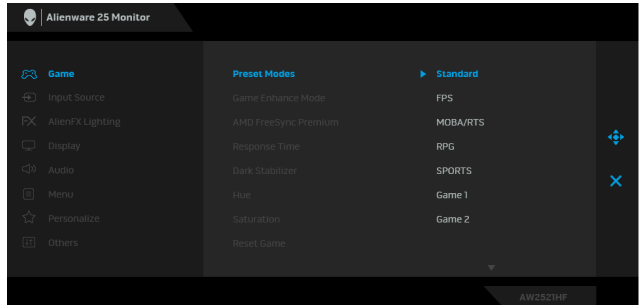 Alienware 25 Monitor
Game
Input Source
AlienFX Lighting
Display
Audio
Menu
Personalize
Others
Preset Modes
Game Enhance Mode
AMD FreeSync Premium
Response Time
Dark Stabilizer
Hue
Saturation
Reset Game
Standard
FPS
MOBA/RTS
RPG
SPORTS
Game 1
Game 2
AW2521HF